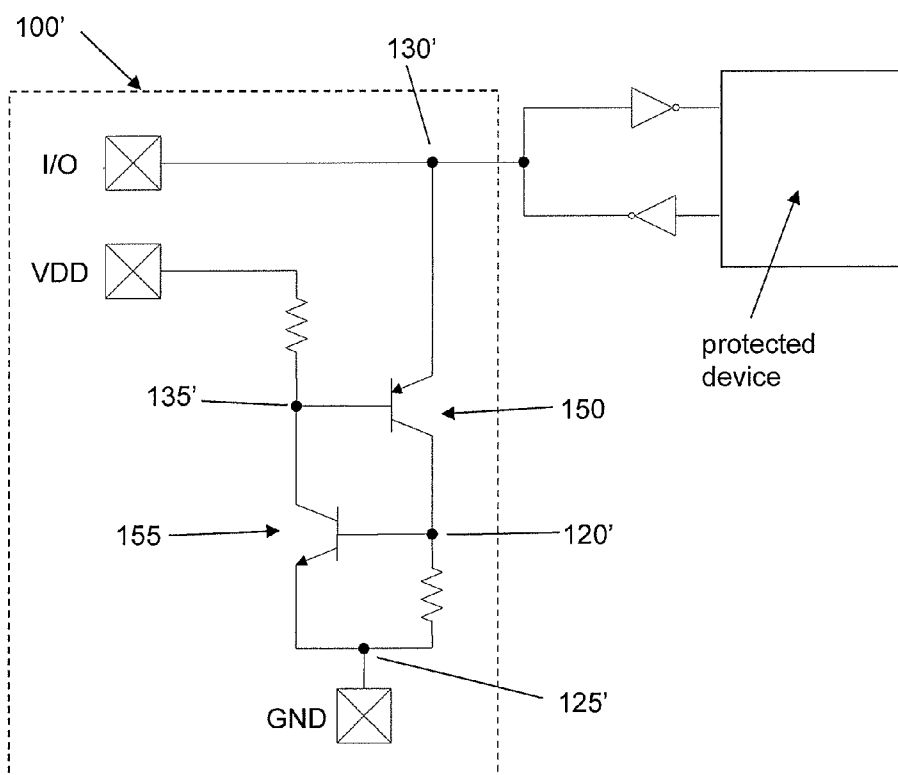 100’
130’
I/O
VDD
protected
device
135’
150
155
120’
125’
GND